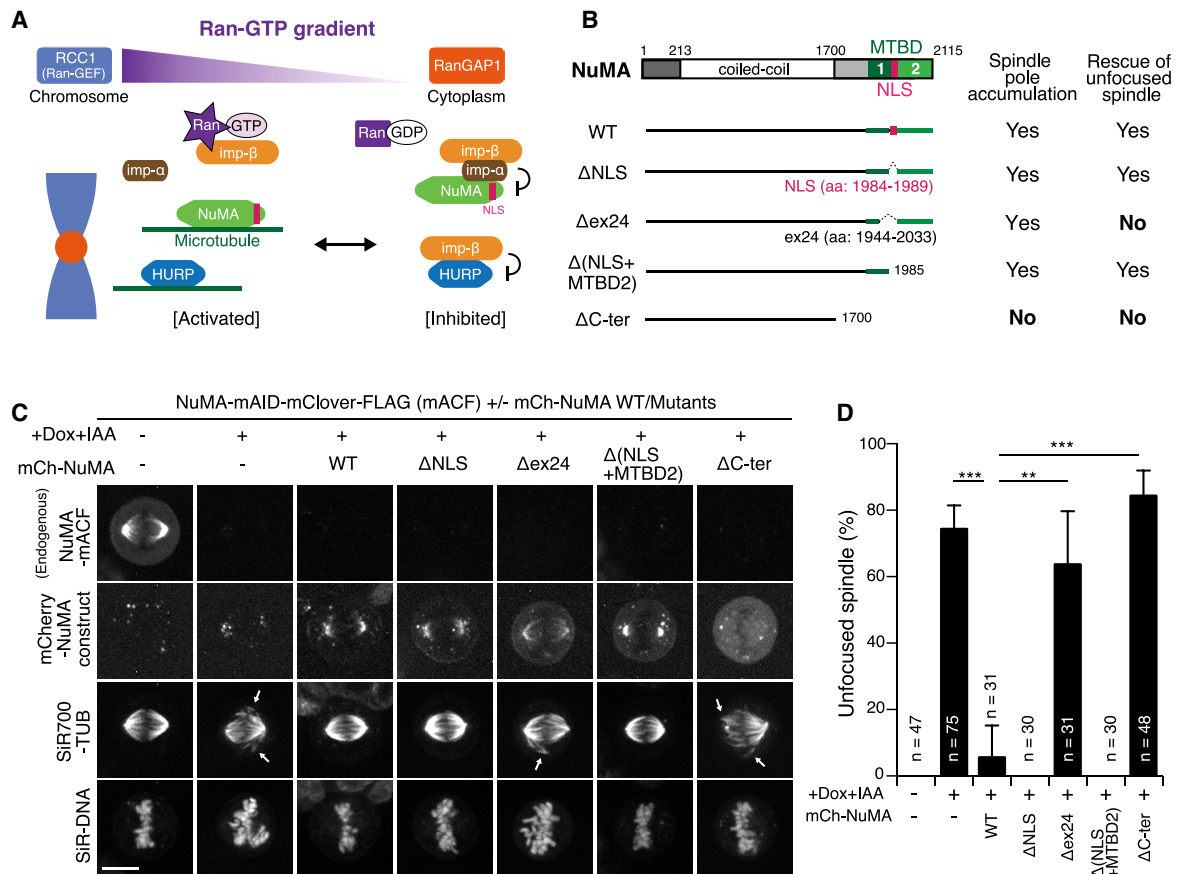 A
Ran-GTP gradient
RCC1
(Ran-GEF)
Chromosome
RanGAP1
Cytoplasm
Ran
GTP
imp-β
imp-α
NuMA
Microtubule
HURP
[Activated]
Ran
GDP
imp-β
imp-α
NuMA
NLS
imp-β
HURP
[Inhibited]
B
MTBD
1 213 1700 2115
NuMA
coiled-coil
1 2
NLS
Spindle
pole
accumulation
Rescue of
unfocused
spindle
WT Yes Yes
ΔNLS Yes Yes
NLS (aa: 1984-1989)
Δex24 Yes No
ex24 (aa: 1944-2033)
Δ(NLS+
MTBD2)
1985 Yes Yes
ΔC-ter 1700 No No
C
NuMA-mAID-mClover-FLAG (mACF) +/- mCh-NuMA WT/Mutants
+Dox+IAA - + + + + + +
mCh-NuMA - - WT ΔNLS Δex24 Δ(NLS
+MTBD2) ΔC-ter
(Endogenous)
NuMA
-mACF
mCherry
-NuMA
construct
SiR700
-TUB
SiR-DNA
D
Unfocused spindle (%)
100
80
60
40
20
0
***
***
**
n = 47
n = 75
n = 31
n = 30
n = 31
n = 30
n = 48
+Dox+IAA - + + + + + +
mCh-NuMA - - WT ΔNLS Δex24 Δ(NLS
+MTBD2) ΔC-ter